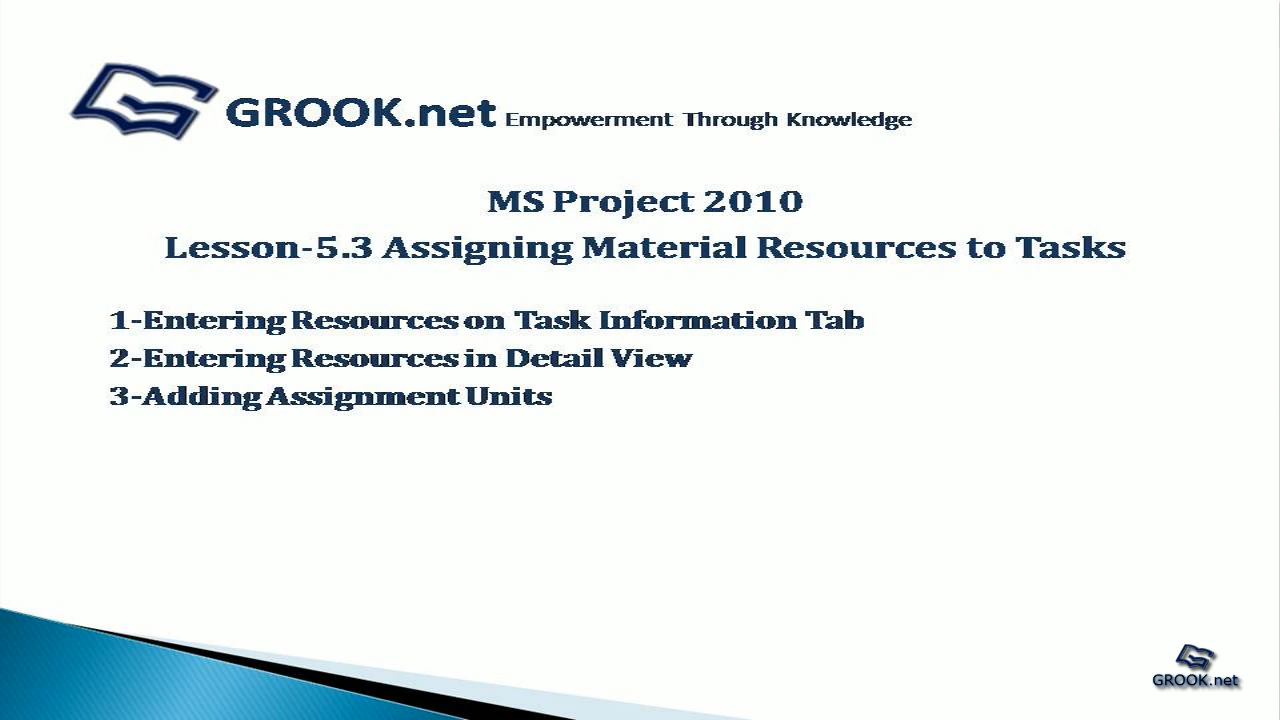 GROOK.net Empowerment Through Knowledge
MS Project 2010
Lesson-5.3 Assigning Material Resources to Tasks
1-Entering Resources on Task Information Tab
2-Entering Resources in Detail View
3-Adding Assignment Units
GROOK.net